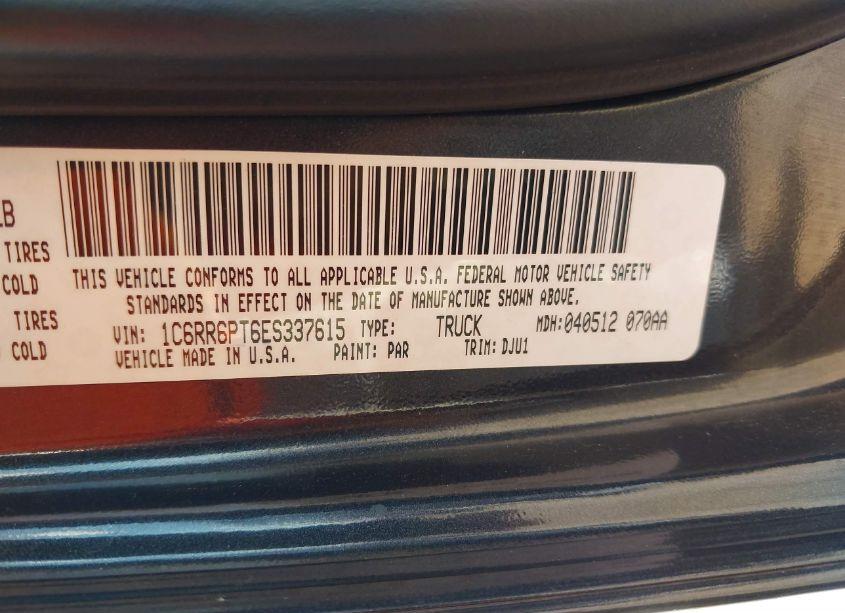 LB
TIRES
COLD
TIRES
COLD
THIS VEHICLE CONFORMS TO ALL APPLICABLE U.S.A. FEDERAL MOTOR VEHICLE SAFETY
STANDARDS IN EFFECT ON THE DATE OF MANUFACTURE SHOWN ABOVE.
VIN: 1C6RR6PT6ES337615 TYPE: TRUCK MDH:040512 070AA
VEHICLE MADE IN U.S.A. PAINT: PAR TRIM: DJU1